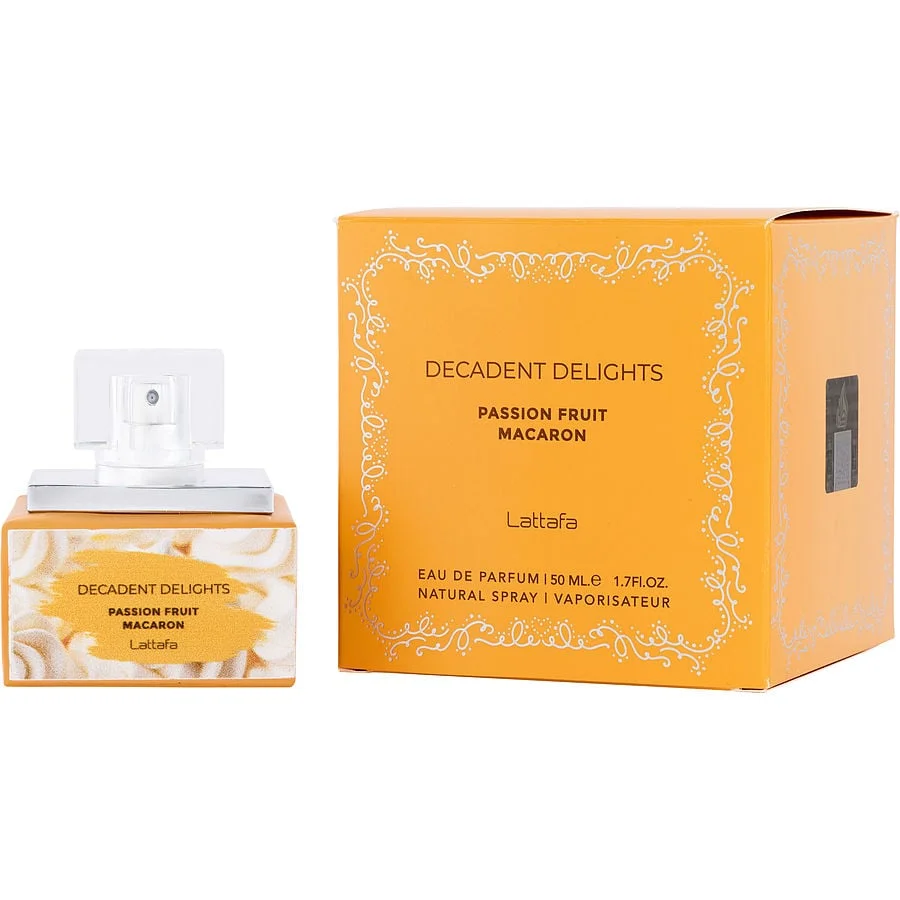 DECADENT DELIGHTS
PASSION FRUIT
MACARON
Lattafa
DECADENT DELIGHTS
PASSION FRUIT
MACARON
Lattafa
EAU DE PARFUM | 50 ML.e 1.7Fl.OZ.
NATURAL SPRAY | VAPORISATEUR